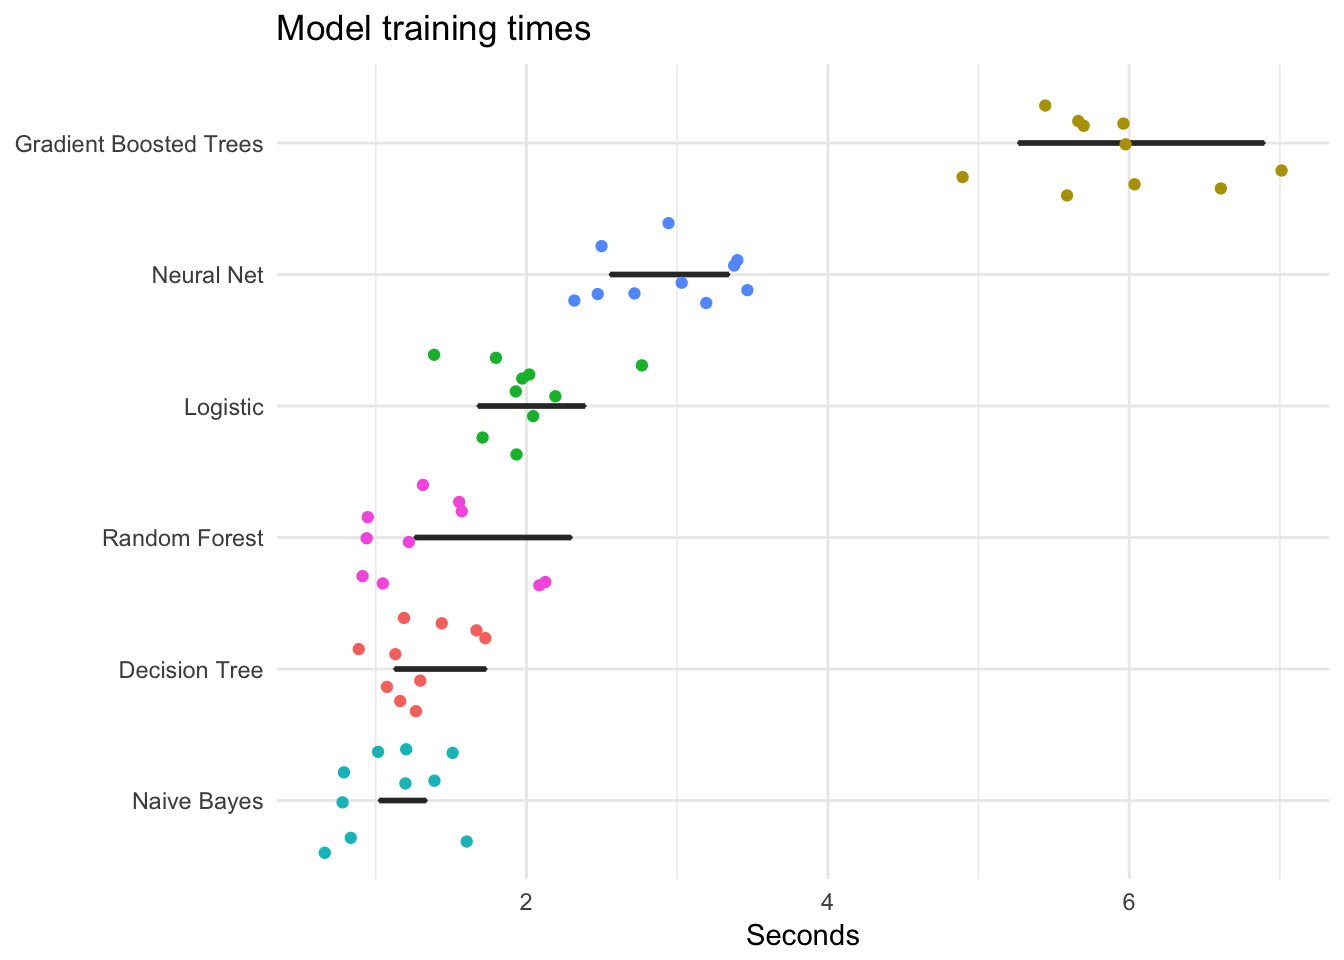 Model training times
Gradient Boosted Trees
Neural Net
Logistic
Random Forest
Decision Tree
Naive Bayes
2 4 6
Seconds